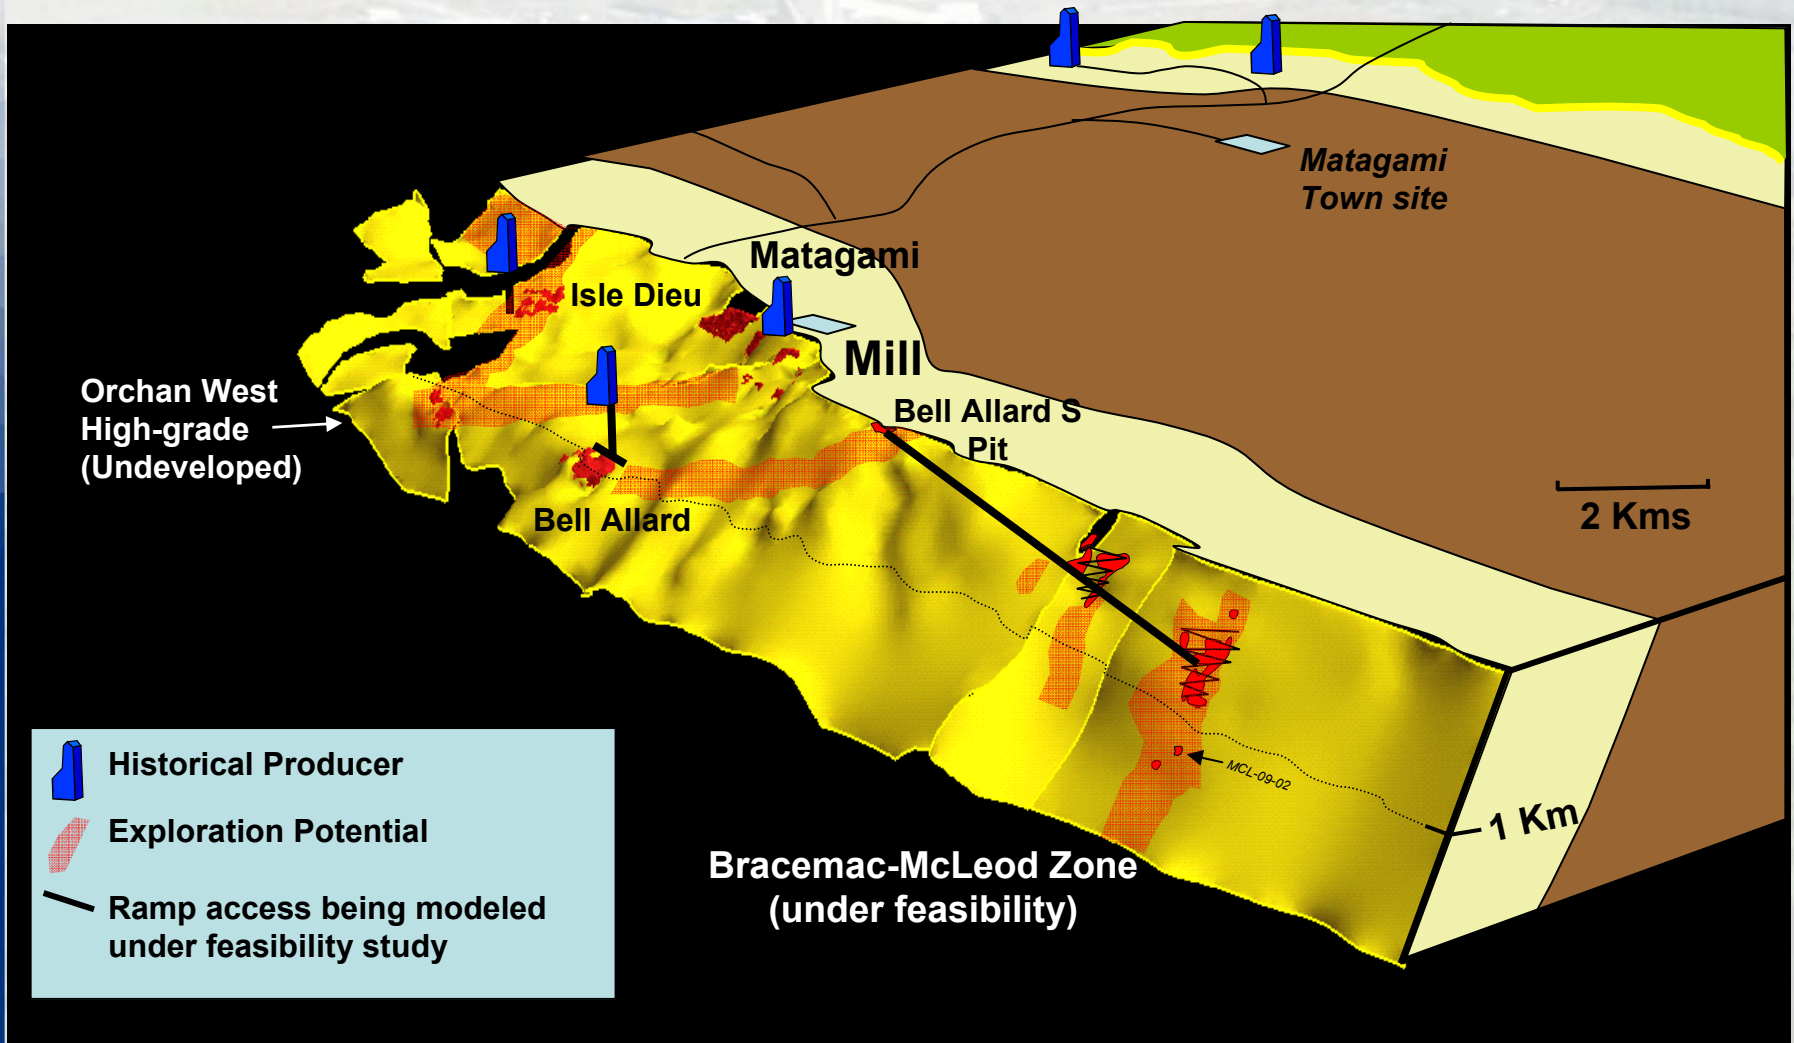 Matagami
Town site
Matagami
Isle Dieu
Mill
Orchan West
High-grade
(Undeveloped)
Bell Allard S
Pit
2 Kms
Bell Allard
MCL-09-02
1 Km
Bracemac-McLeod Zone
(under feasibility)
Historical Producer
Exploration Potential
Ramp access being modeled
under feasibility study